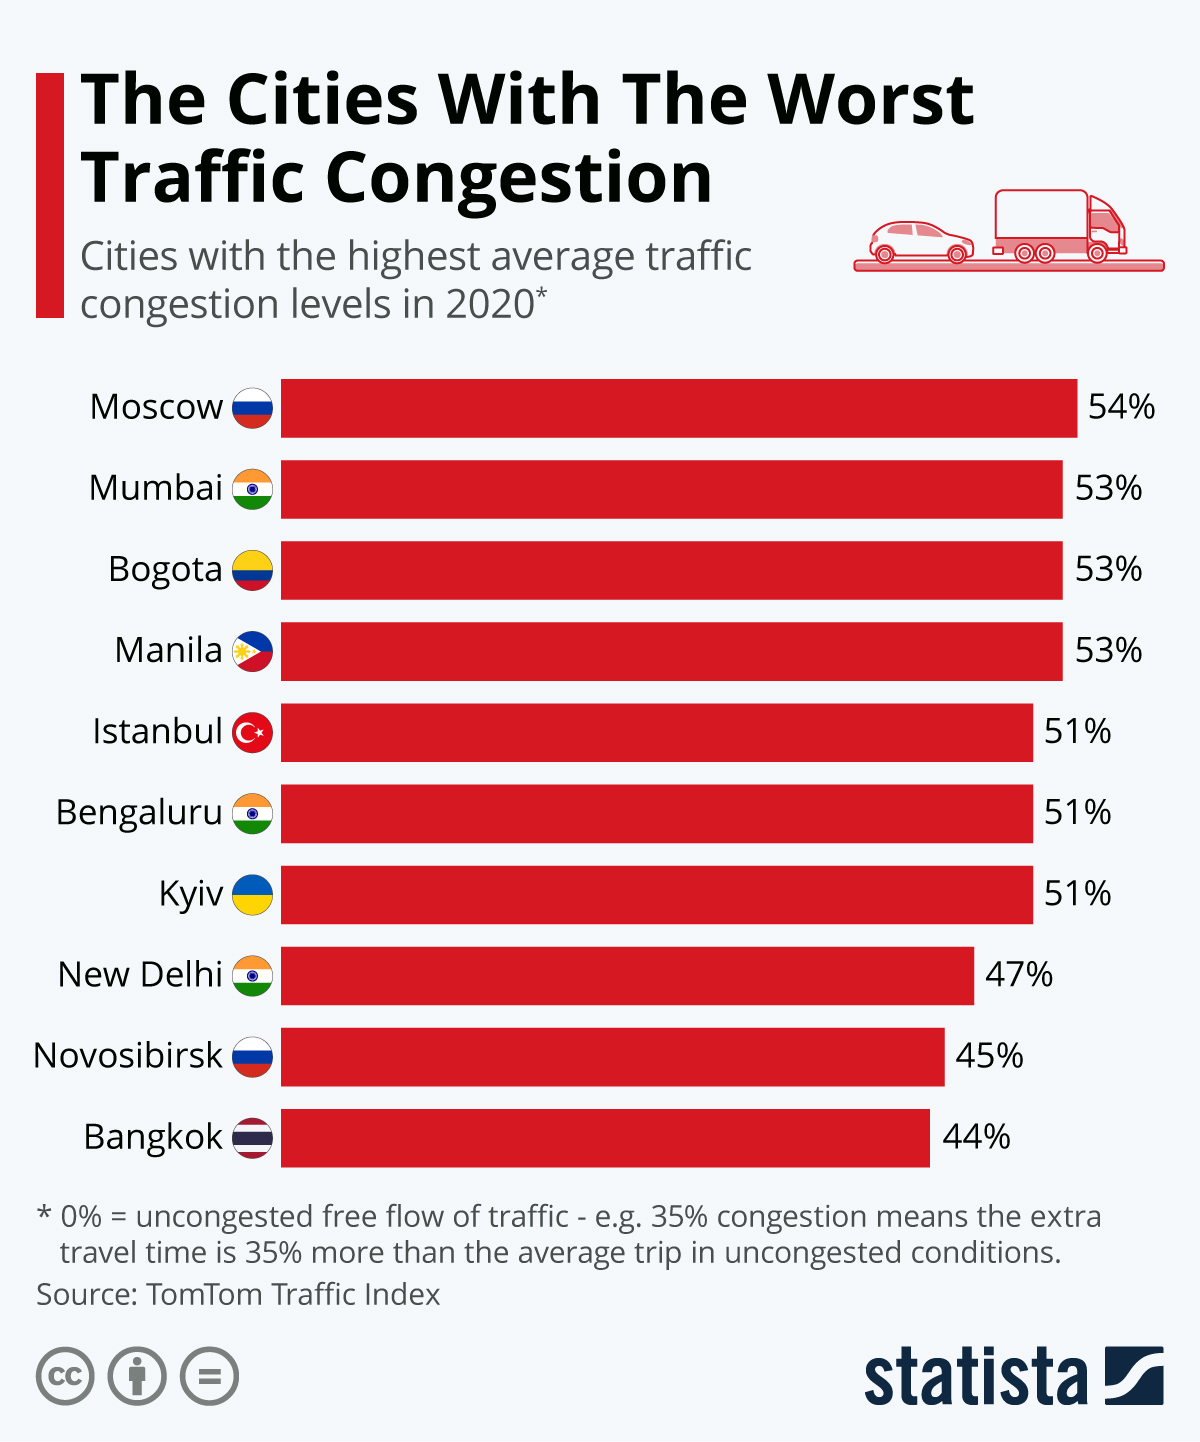 The Cities With The Worst
Traffic Congestion
Cities with the highest average traffic
congestion levels in 2020*
Moscow 54%
Mumbai 53%
Bogota 53%
Manila 53%
Istanbul 51%
Bengaluru 51%
Kyiv 51%
New Delhi 47%
Novosibirsk 45%
Bangkok 44%
* 0% = uncongested free flow of traffic - e.g. 35% congestion means the extra
travel time is 35% more than the average trip in uncongested conditions.
Source: TomTom Traffic Index
cc = statista